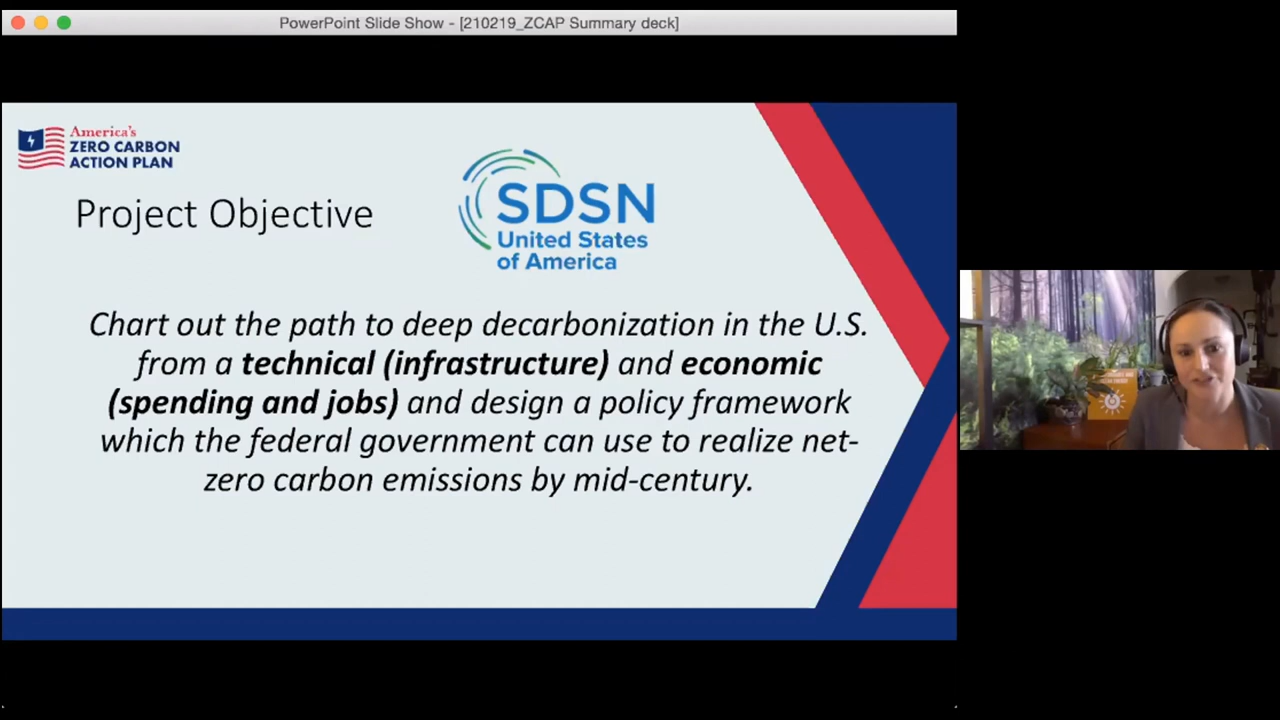 PowerPoint Slide Show - [210219_ZCAP Summary deck]
America's
ZERO CARBON
ACTION PLAN
Project Objective
SDSN
United States
of America
Chart out the path to deep decarbonization in the U.S.
from a technical (infrastructure) and economic
(spending and jobs) and design a policy framework
which the federal government can use to realize net-
zero carbon emissions by mid-century.